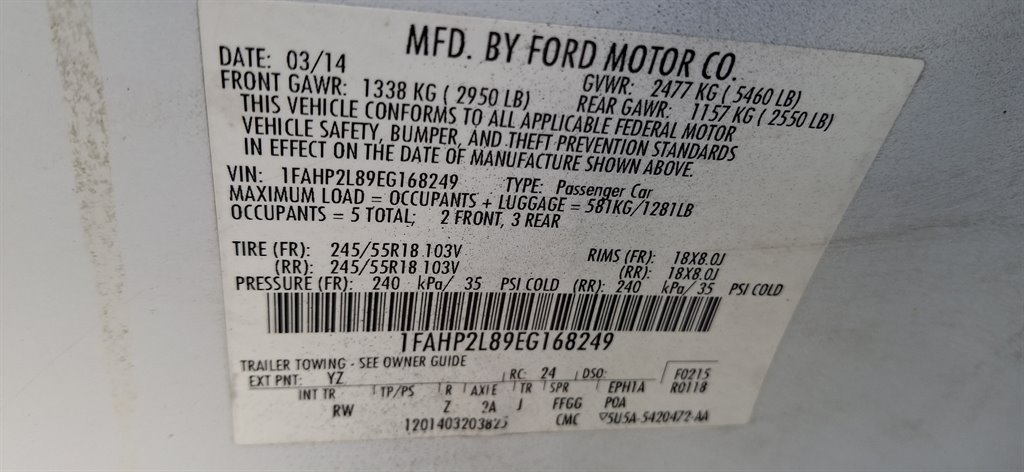 MFD. BY FORD MOTOR CO.
DATE: 03/14 GVWR: 2477 KG ( 5460 LB)
FRONT GAWR: 1338 KG ( 2950 LB) REAR GAWR: 1157 KG ( 2550 LB)
THIS VEHICLE CONFORMS TO ALL APPLICABLE FEDERAL MOTOR
VEHICLE SAFETY, BUMPER, AND THEFT PREVENTION STANDARDS
IN EFFECT ON THE DATE OF MANUFACTURE SHOWN ABOVE.
VIN: 1FAHP2L89EG168249 TYPE: Passenger Car
MAXIMUM LOAD = OCCUPANTS + LUGGAGE = 581KG/1281LB
OCCUPANTS = 5 TOTAL; 2 FRONT, 3 REAR
TIRE (FR): 245/55R18 103V RIMS (FR): 18X8.0J
(RR): 245/55R18 103V (RR): 18X8.0J
PRESSURE (FR): 240 kPa/ 35 PSI COLD (RR): 240 kPa/ 35 PSI COLD
1FAHP2L89EG168249
TRAILER TOWING - SEE OWNER GUIDE
EXT PNT: YZ RC: 24 DSO: F0215
INT TR TP/PS R AXLE TR SPR EPH1A R0118
RW Z 2A J FFGG POA
1201403203825 CMC 5U5A-5420472-AA